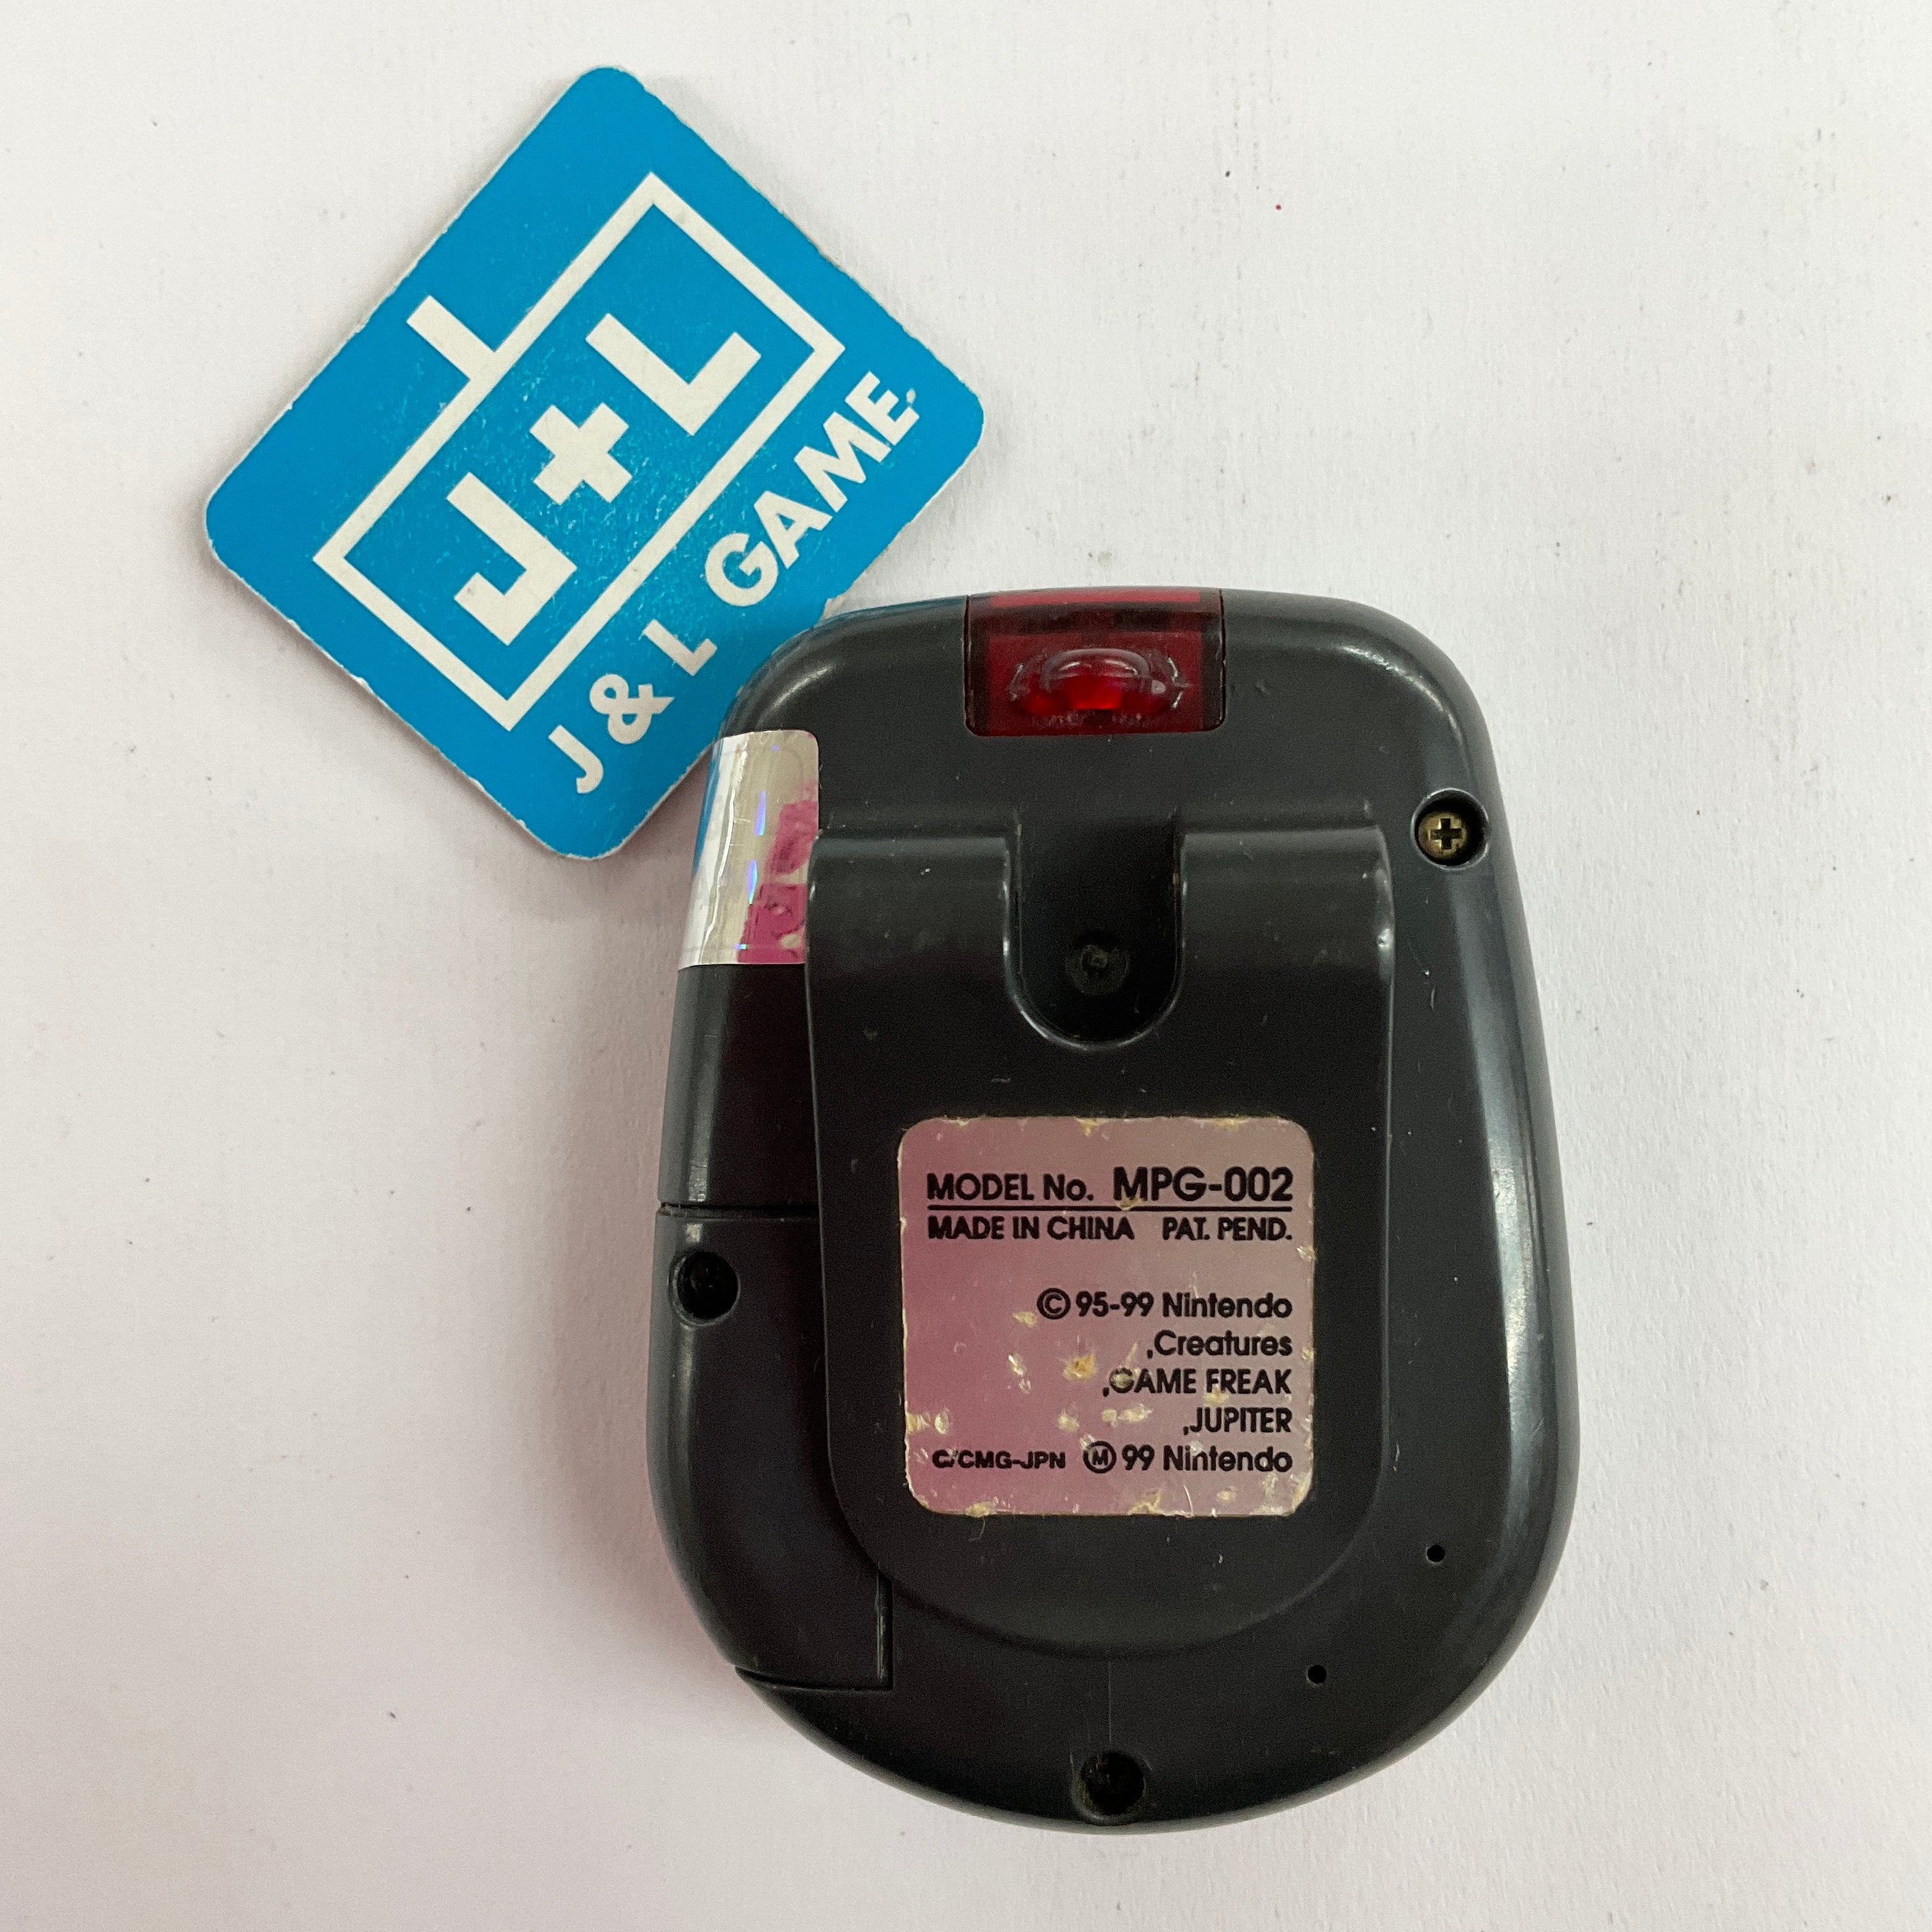 J+L
J & L GAME
MODEL No. MPG-002
MADE IN CHINA PAT. PEND.
© 95-99 Nintendo
,Creatures
,GAME FREAK
,JUPITER
C/CMG-JPN Ⓜ 99 Nintendo